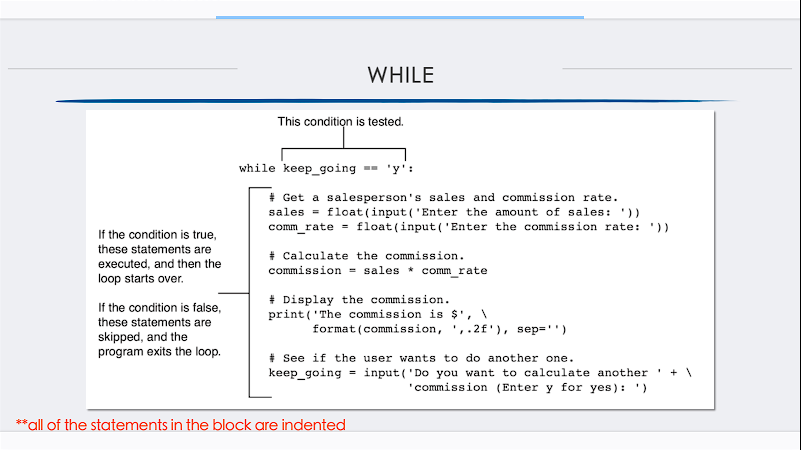 WHILE
This condition is tested.
while keep_going == 'y':
# Get a salesperson's sales and commission rate.
sales = float(input('Enter the amount of sales: '))
comm_rate = float(input('Enter the commission rate: '))
# Calculate the commission.
commission = sales * comm_rate
# Display the commission.
print('The commission is $', \
format(commission, ',.2f'), sep='')
# See if the user wants to do another one.
keep_going = input('Do you want to calculate another ' + \
'commission (Enter y for yes): ')
If the condition is true,
these statements are
executed, and then the
loop starts over.
If the condition is false,
these statements are
skipped, and the
program exits the loop.
**all of the statements in the block are indented